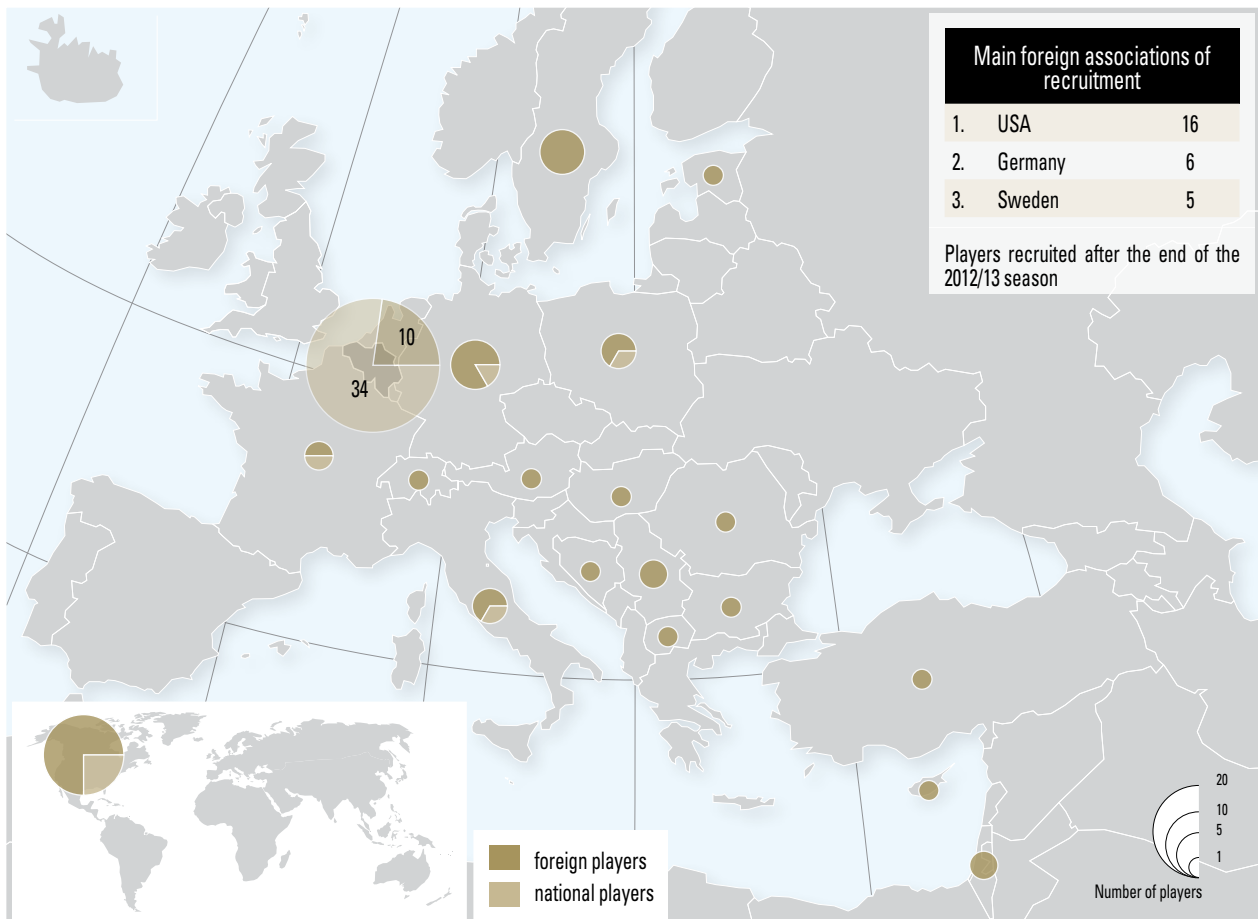 Main foreign associations of
recruitment
1. USA 16
2. Germany 6
3. Sweden 5
Players recruited after the end of the
2012/13 season
10
34
foreign players
national players
20
10
5
1
Number of players